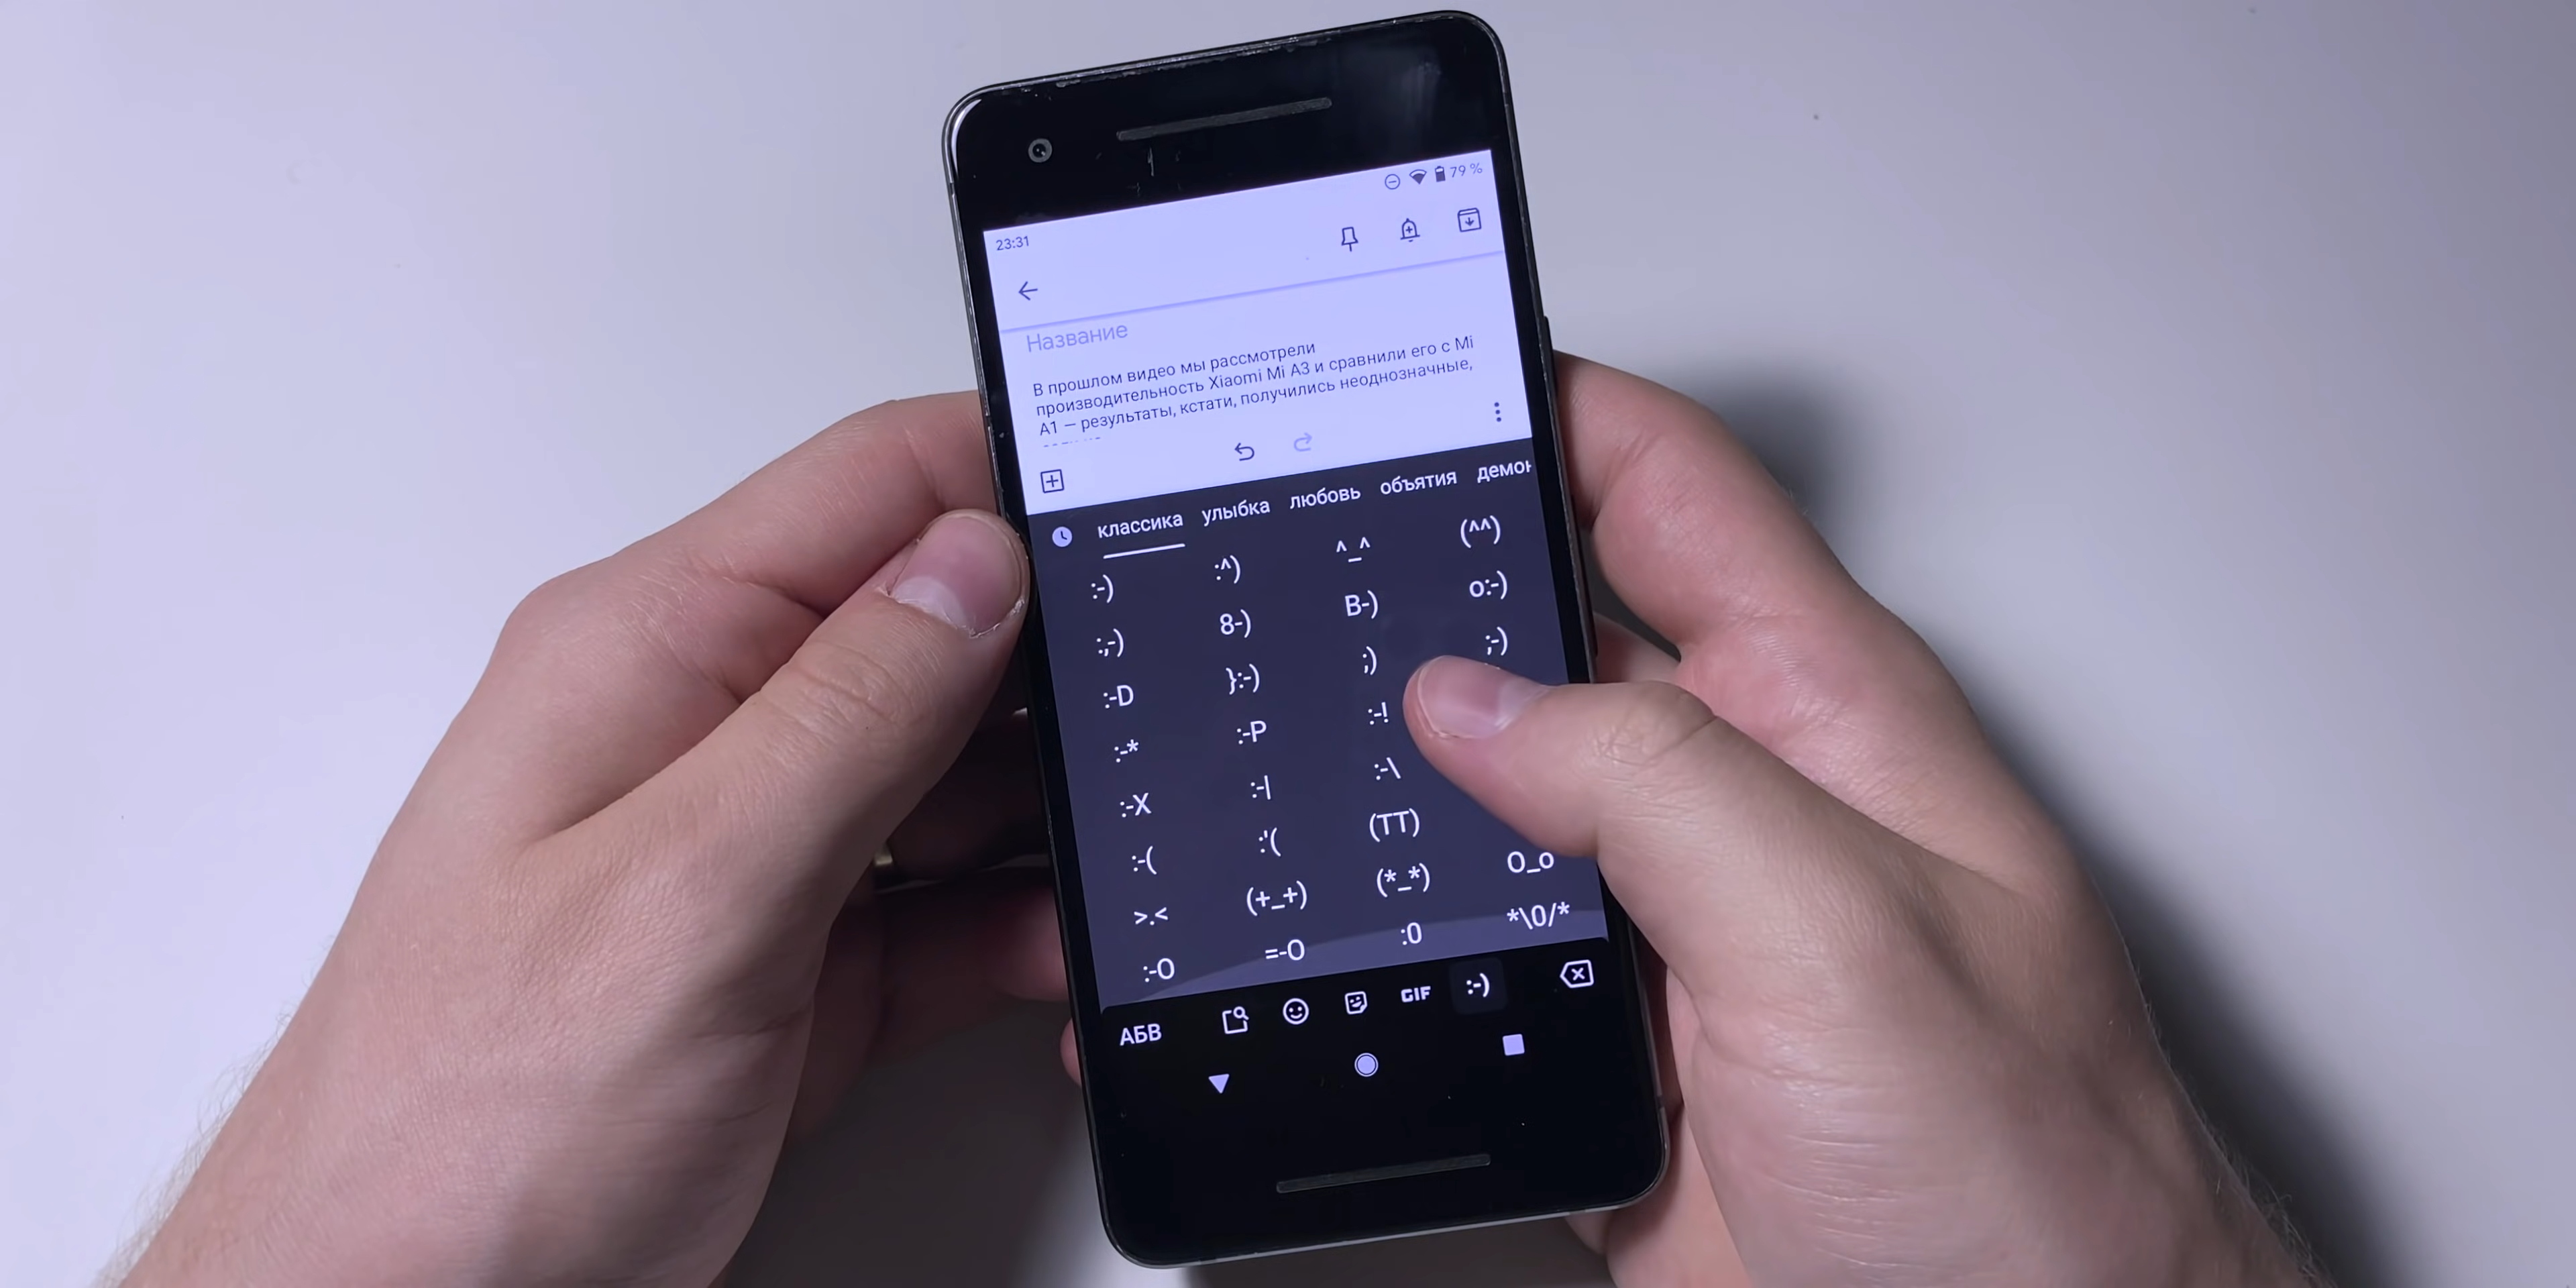 23:31
79 %
Название
В прошлом видео мы рассмотрели
производительность Xiaomi Mi A3 и сравнили его с Mi
A1 — результаты, кстати, получились неоднозначные,
классика улыбка любовь объятия
:-) :^) ^_^ (^^)
:,-) 8-) B-) o:-)
:-D }:-) ;) ;-)
:-* :-P :-!
:-X :-| :-\
:-( :'( (TT)
>.< (+_+) (*_*) O_o
:-O =-O :0 *\0/*
АБВ GIF :-)